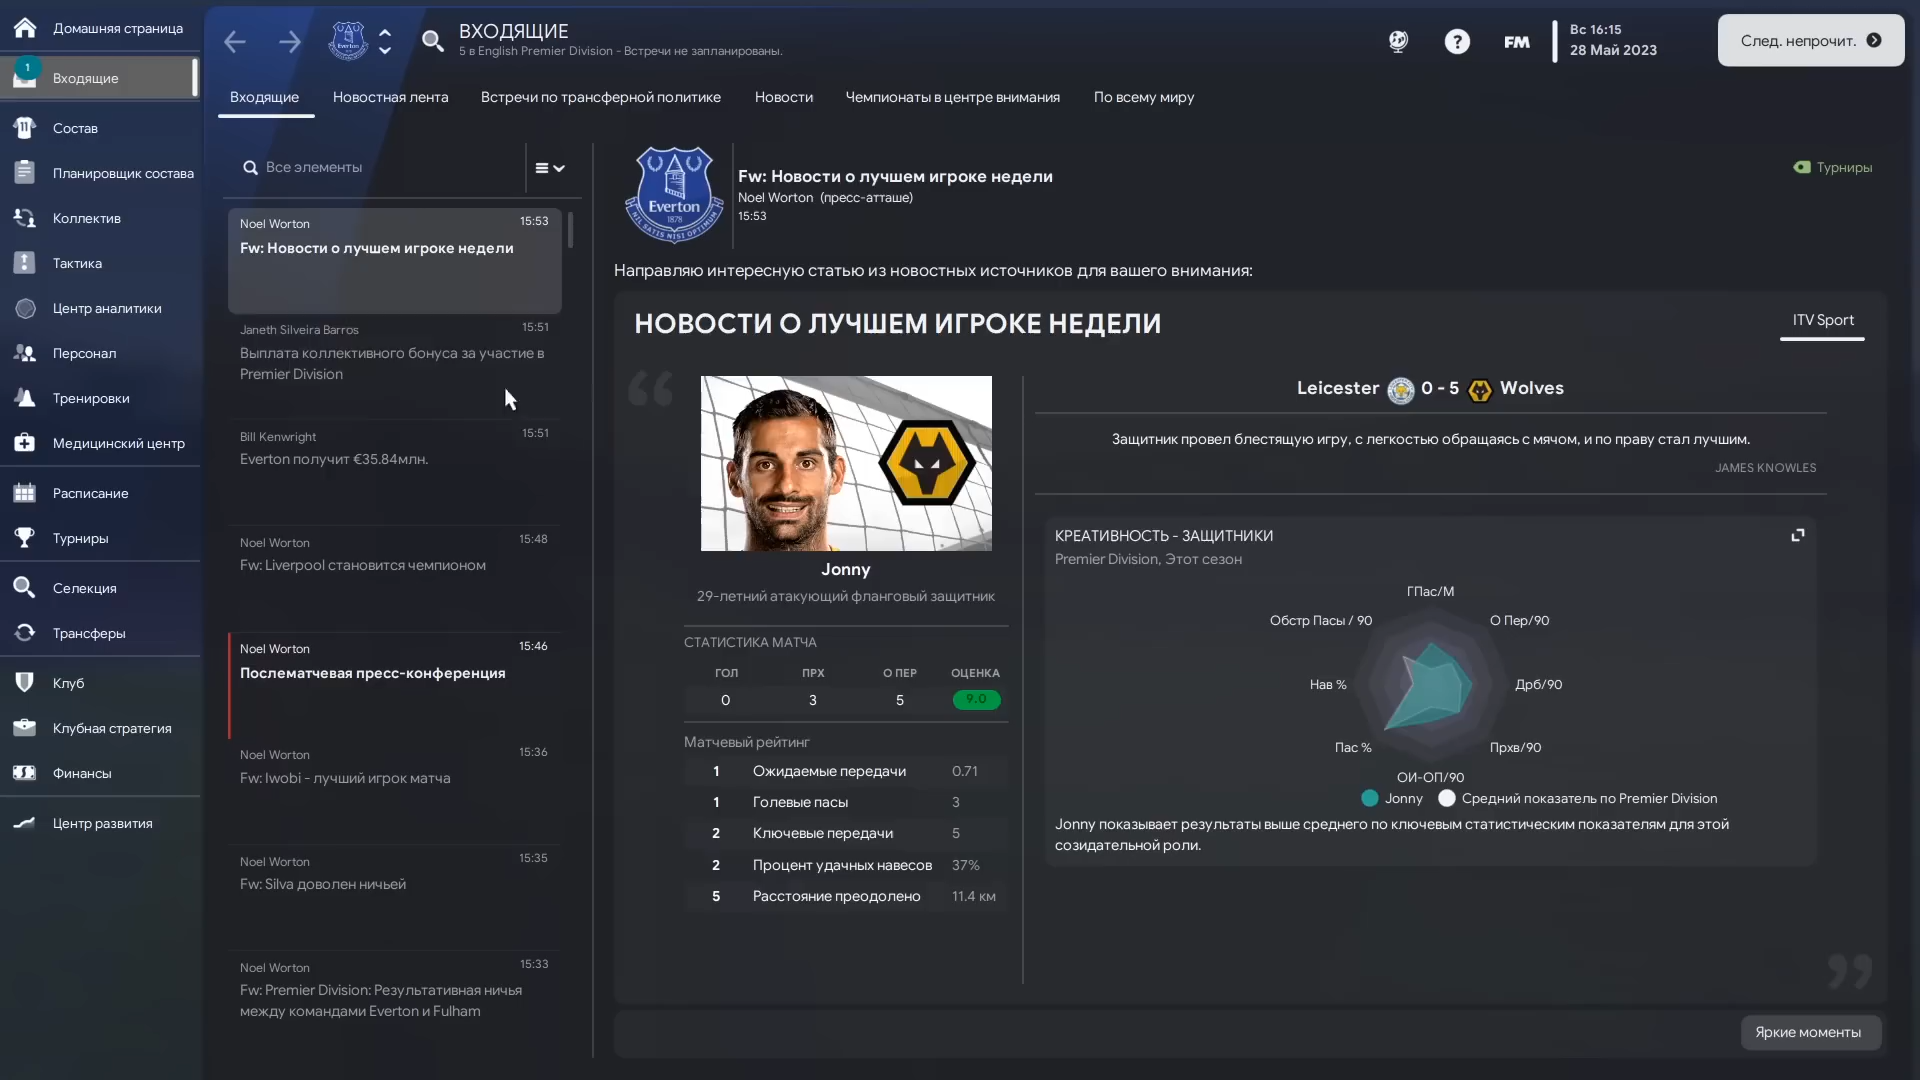 Домашняя страница
1
Входящие
Состав
Планировщик состава
Коллектив
Тактика
Центр аналитики
Персонал
Тренировки
Медицинский центр
Расписание
Турниры
Селекция
Трансферы
Клуб
Клубная стратегия
Финансы
Центр развития
ВХОДЯЩИЕ
5 в English Premier Division - Встречи не запланированы.
FM
Вс 16:15
28 Май 2023
След. непрочит.
Входящие
Новостная лента
Встречи по трансферной политике
Новости
Чемпионаты в центре внимания
По всему миру
Все элементы
Noel Worton 15:53
Fw: Новости о лучшем игроке недели
Janeth Silveira Barros 15:51
Выплата коллективного бонуса за участие в
Premier Division
Bill Kenwright 15:51
Everton получит €35.84млн.
Noel Worton 15:48
Fw: Liverpool становится чемпионом
Noel Worton 15:46
Послематчевая пресс-конференция
Noel Worton 15:36
Fw: Iwobi - лучший игрок матча
Noel Worton 15:35
Fw: Silva доволен ничьей
Noel Worton 15:33
Fw: Premier Division: Результативная ничья
между командами Everton и Fulham
Everton
1878
NIL SATIS NISI OPTIMUM
Fw: Новости о лучшем игроке недели
Noel Worton (пресс-атташе)
15:53
Турниры
Направляю интересную статью из новостных источников для вашего внимания:
НОВОСТИ О ЛУЧШЕМ ИГРОКЕ НЕДЕЛИ
ITV Sport
Jonny
29-летний атакующий фланговый защитник
СТАТИСТИКА МАТЧА
ГОЛ ПРХ О ПЕР ОЦЕНКА
0 3 5 9.0
Матчевый рейтинг
1 Ожидаемые передачи 0.71
1 Голевые пасы 3
2 Ключевые передачи 5
2 Процент удачных навесов 37%
5 Расстояние преодолено 11.4 км
Leicester 0 - 5 Wolves
Защитник провел блестящую игру, с легкостью обращаясь с мячом, и по праву стал лучшим.
JAMES KNOWLES
КРЕАТИВНОСТЬ - ЗАЩИТНИКИ
Premier Division, Этот сезон
ГПас/М
Обстр Пасы / 90
О Пер/90
Нав %
Дрб/90
Пас %
Прхв/90
ОИ-ОП/90
Jonny
Средний показатель по Premier Division
Jonny показывает результаты выше среднего по ключевым статистическим показателям для этой
созидательной роли.
Яркие моменты